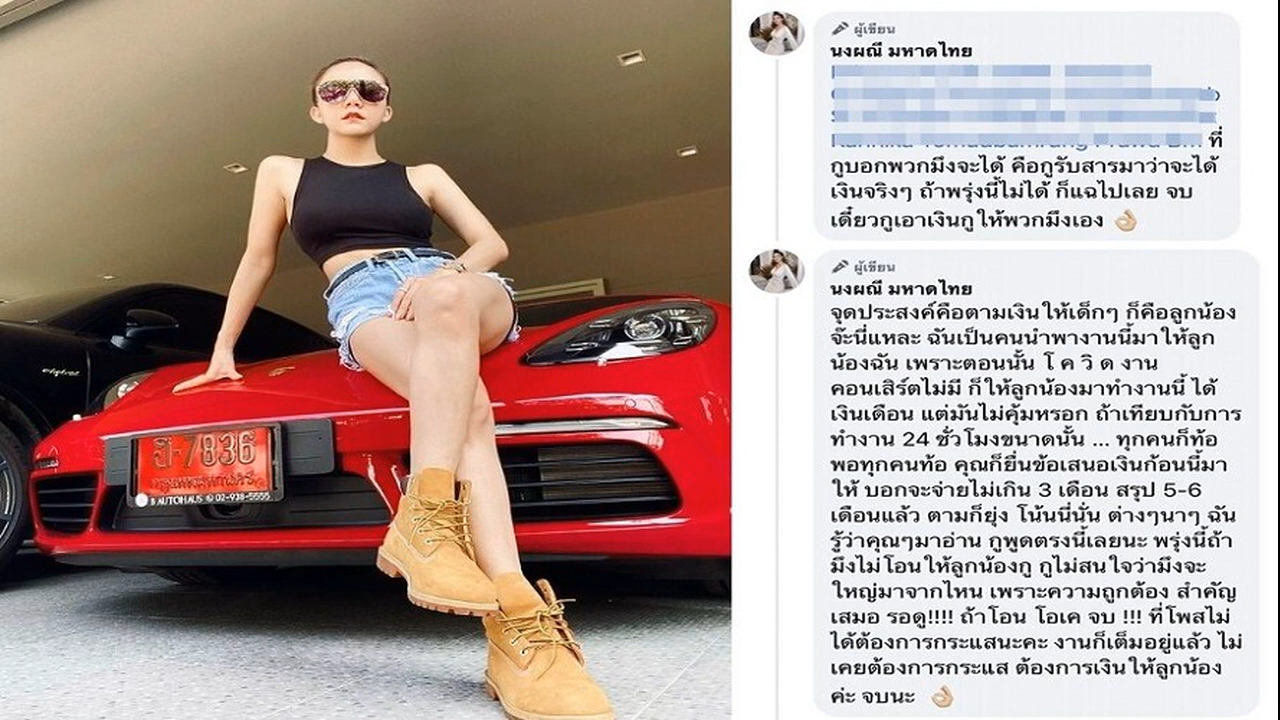 ปี-7836
กรุงเทพมหานคร
B AUTOHAUS 02-938-5555
ผู้เขียน
นงผณี มหาดไทย
ที่
กูบอกพวกมึงจะได้ คือกูรับสารมาว่าจะได้
เงินจริงๆ ถ้าพรุ่งนี้ไม่ได้ ก็แฉไปเลย จบ
เดี๋ยวกูเอาเงินกูให้พวกมึงเอง 👌🏼
ผู้เขียน
นงผณี มหาดไทย
จุดประสงค์คือตามเงินให้เด็กๆ ก็คือลูกน้อง
จ๊ะนี่แหละ ฉันเป็นคนนำพางานนี้มาให้ลูก
น้องฉัน เพราะตอนนั้น โ ค วิ ด งาน
คอนเสิร์ตไม่มี ก็ให้ลูกน้องมาทำงานนี้ ได้
เงินเดือน แต่มันไม่คุ้มหรอก ถ้าเทียบกับการ
ทำงาน 24 ชั่วโมงขนาดนั้น ... ทุกคนก็ท้อ
พอทุกคนท้อ คุณก็ยื่นข้อเสนอเงินก้อนนี้มา
ให้ บอกจะจ่ายไม่เกิน 3 เดือน สรุป 5-6
เดือนแล้ว ตามก็ยุ่ง โน้นนี่นั่น ต่างๆนาๆ ฉัน
รู้ว่าคุณๆมาอ่าน กูพูดตรงนี้เลยนะ พรุ่งนี้ถ้า
มึงไม่โอนให้ลูกน้องกู กูไม่สนใจว่ามึงจะ
ใหญ่มาจากไหน เพราะความถูกต้อง สำคัญ
เสมอ รอดู!!!! ถ้าโอน โอเค จบ !!! ที่โพสไม่
ได้ต้องการกระแสนะคะ งานก็เต็มอยู่แล้ว ไม่
เคยต้องการกระแส ต้องการเงินให้ลูกน้อง
ค่ะ จบนะ 👌🏼